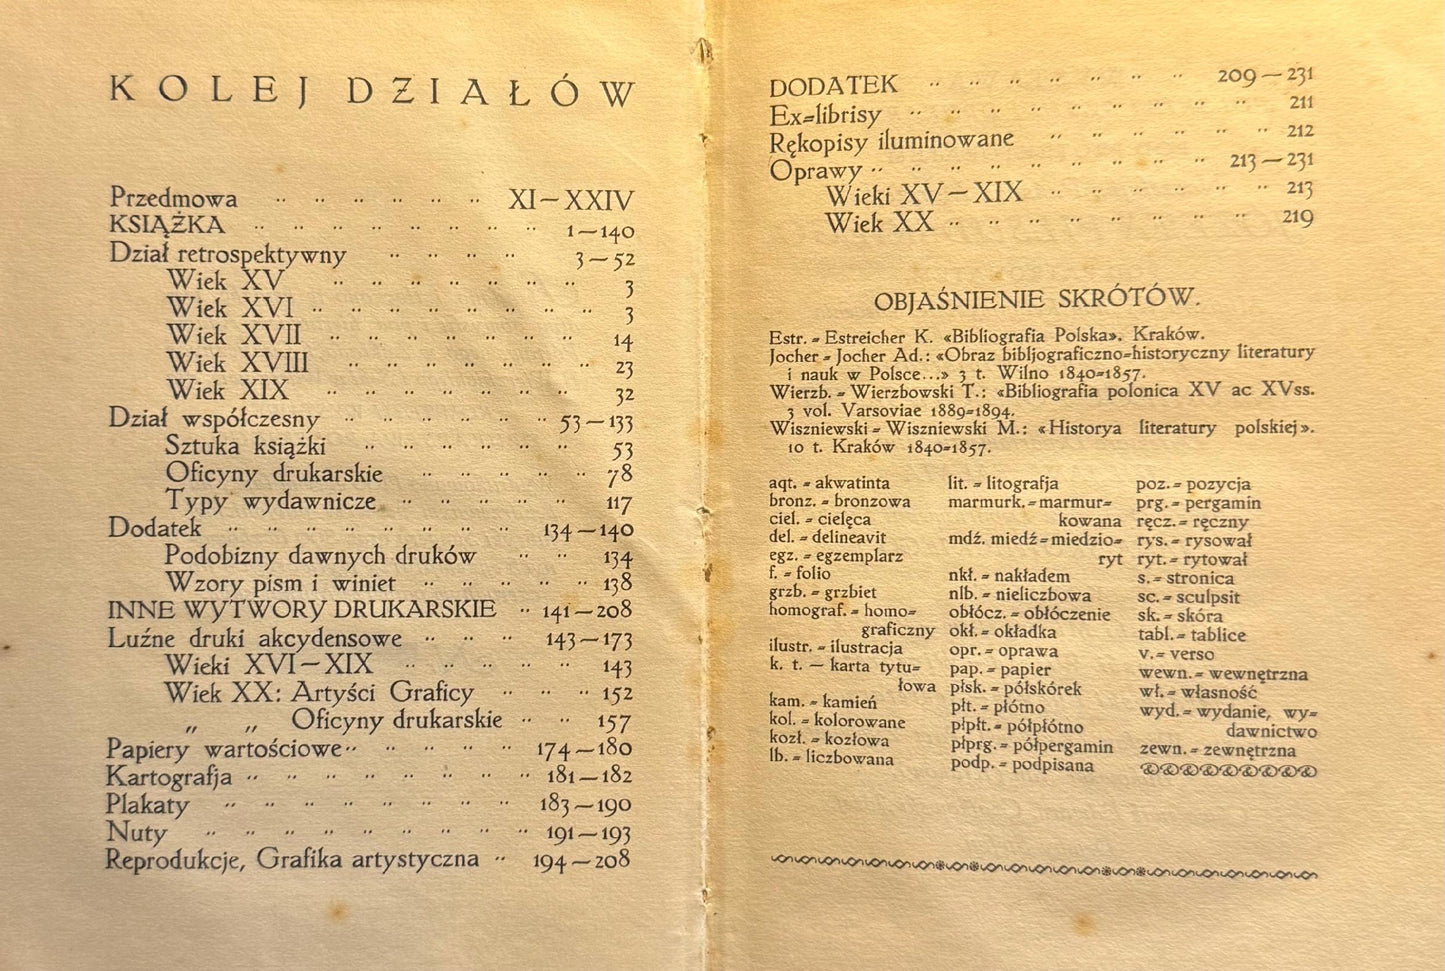 KOLEJ DZIAŁÓW
Przedmowa XI—XXIV
KSIĄŻKA 1—140
Dział retrospektywny 3—52
Wiek XV 3
Wiek XVI 3
Wiek XVII 14
Wiek XVIII 23
Wiek XIX 32
Dział współczesny 53—133
Sztuka książki 53
Oficyny drukarskie 78
Typy wydawnicze 117
Dodatek 134—140
Podobizny dawnych druków 134
Wzory pism i winiet 138
INNE WYTWORY DRUKARSKIE 141—208
Luźne druki akcydensowe 143—173
Wieki XVI—XIX 143
Wiek XX: Artyści Graficy 152
„ „ Oficyny drukarskie 157
Papiery wartościowe 174—180
Kartografja 181—182
Plakaty 183—190
Nuty 191—193
Reprodukcje, Grafika artystyczna 194—208
DODATEK 209—231
Ex-librisy 211
Rękopisy iluminowane 212
Oprawy 213—231
Wieki XV—XIX 213
Wiek XX 219
OBJAŚNIENIE SKRÓTÓW.
Estr. - Estreicher K. «Bibliografia Polska». Kraków.
Jocher - Jocher Ad.: «Obraz bibljograficzno-historyczny literatury
i nauk w Polsce...» 3 t. Wilno 1840-1857.
Wierzb. - Wierzbowski T.: «Bibliografia polonica XV ac XVss.
3 vol. Varsoviae 1889-1894.
Wiszniewski - Wiszniewski M.: «Historya literatury polskiej».
10 t. Kraków 1840-1857.
aqt. - akwatinta
bronz. - bronzowa
ciel. - cielęca
del. - delineavit
egz. - egzemplarz
f. - folio
grzb. - grzbiet
homograf. - homo-
graficzny
ilustr. - ilustracja
k. t. — karta tytu-
łowa
kam. - kamień
kol. - kolorowane
kozł. - kozłowa
lb. - liczbowana
lit. - litografja
marmurk. - marmur-
kowana
mdź. miedź - miedzio-
ryt
nkł. - nakładem
nlb. - nieliczbowa
obłócz. - obłóczenie
okł. - okładka
opr. - oprawa
pap. - papier
płsk. - półskórek
płt. - płótno
płpłt. - półpłótno
płprg. - półpergamin
podp. - podpisana
poz. - pozycja
prg. - pergamin
ręcz. - ręczny
rys. - rysował
ryt. - rytował
s. - stronica
sc. - sculpsit
sk. - skóra
tabl. - tablice
v. - verso
wewn. - wewnętrzna
wł. - własność
wyd. - wydanie, wy-
dawnictwo
zewn. - zewnętrzna